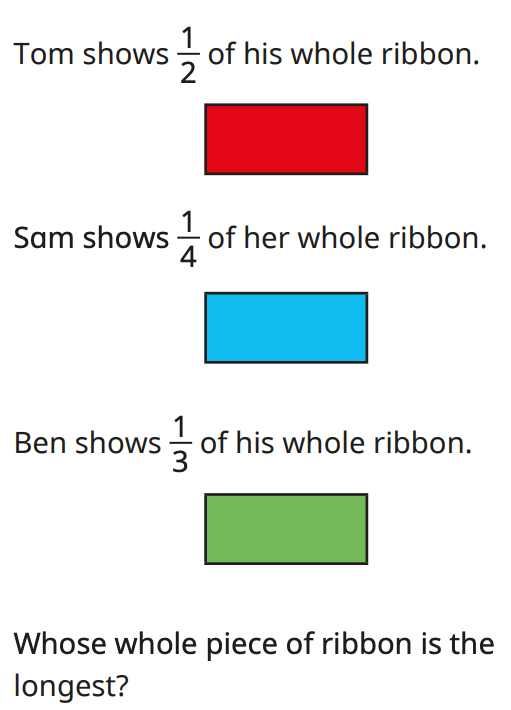 Tom shows 1/2 of his whole ribbon.
Sam shows 1/4 of her whole ribbon.
Ben shows 1/3 of his whole ribbon.
Whose whole piece of ribbon is the
longest?